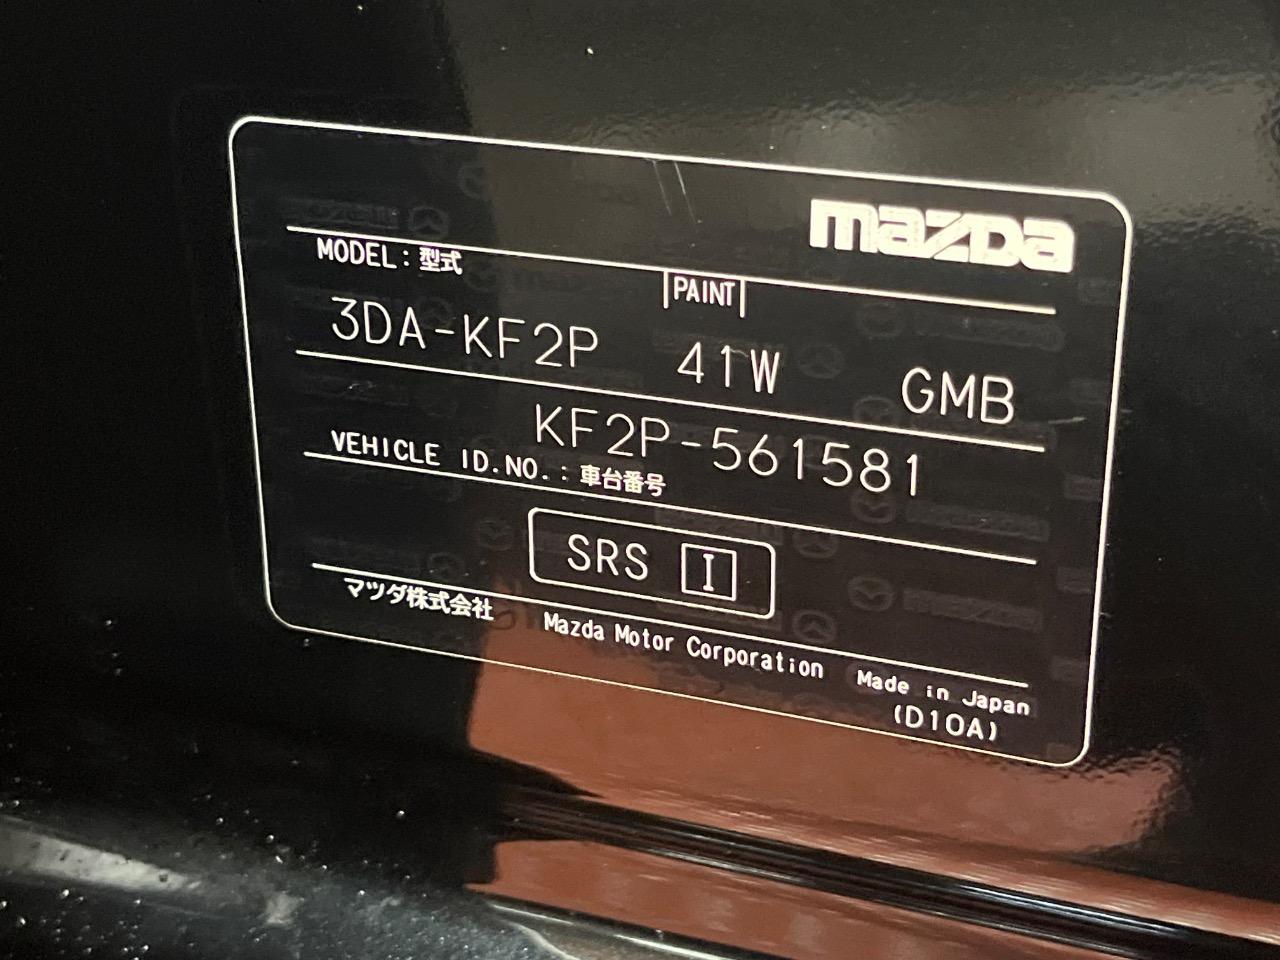 mazda
MODEL: 型式
PAINT
3DA-KF2P 41W GMB
KF2P-561581
VEHICLE ID.NO.: 車台番号
SRS I
マツダ株式会社 Mazda Motor Corporation Made in Japan
(D10A)